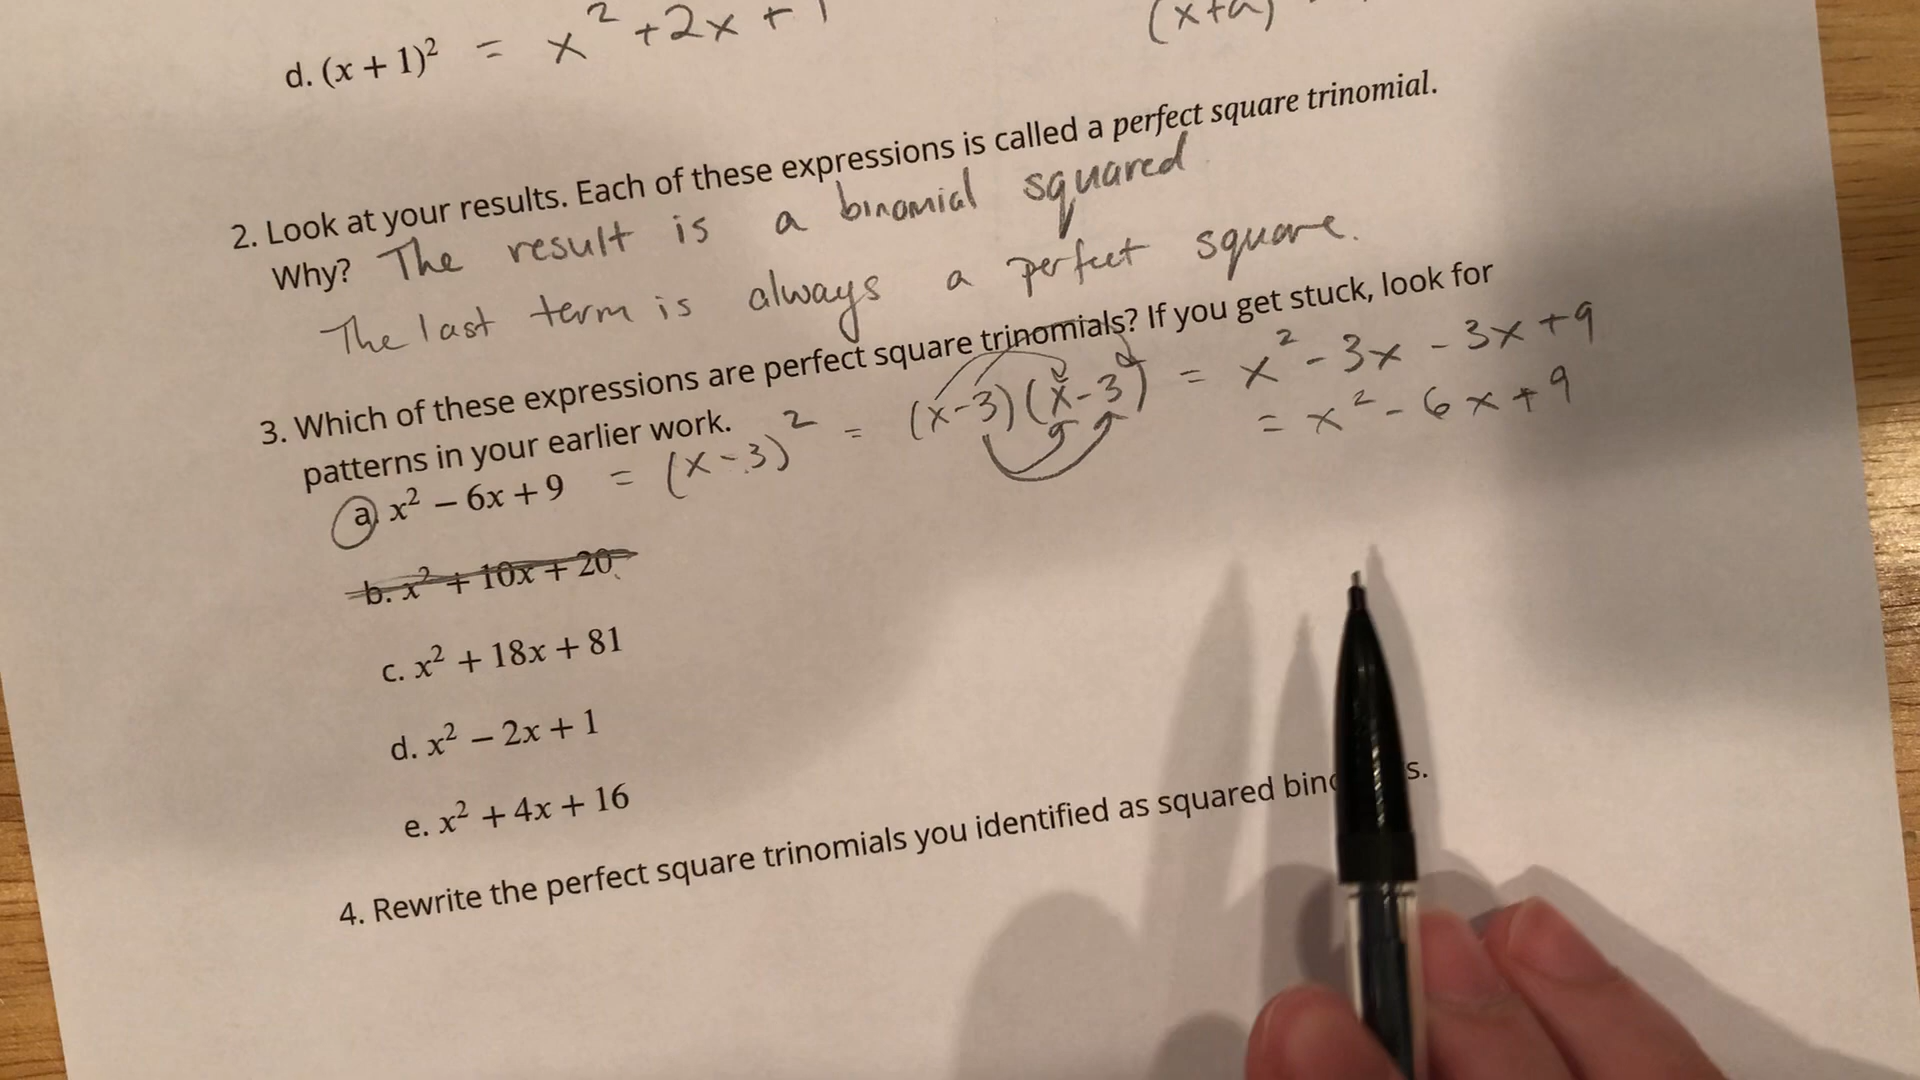 d. (x + 1)² = x² + 2x + 1
(x+a)
2. Look at your results. Each of these expressions is called a perfect square trinomial.
Why? The result is a binomial squared
The last term is always a perfect square.
3. Which of these expressions are perfect square trinomials? If you get stuck, look for
patterns in your earlier work.
a. x² − 6x + 9 = (x-3)² = (x-3)(x-3) = x² - 3x - 3x + 9
= x² - 6x + 9
b. x² + 10x + 20
c. x² + 18x + 81
d. x² − 2x + 1
e. x² + 4x + 16
4. Rewrite the perfect square trinomials you identified as squared